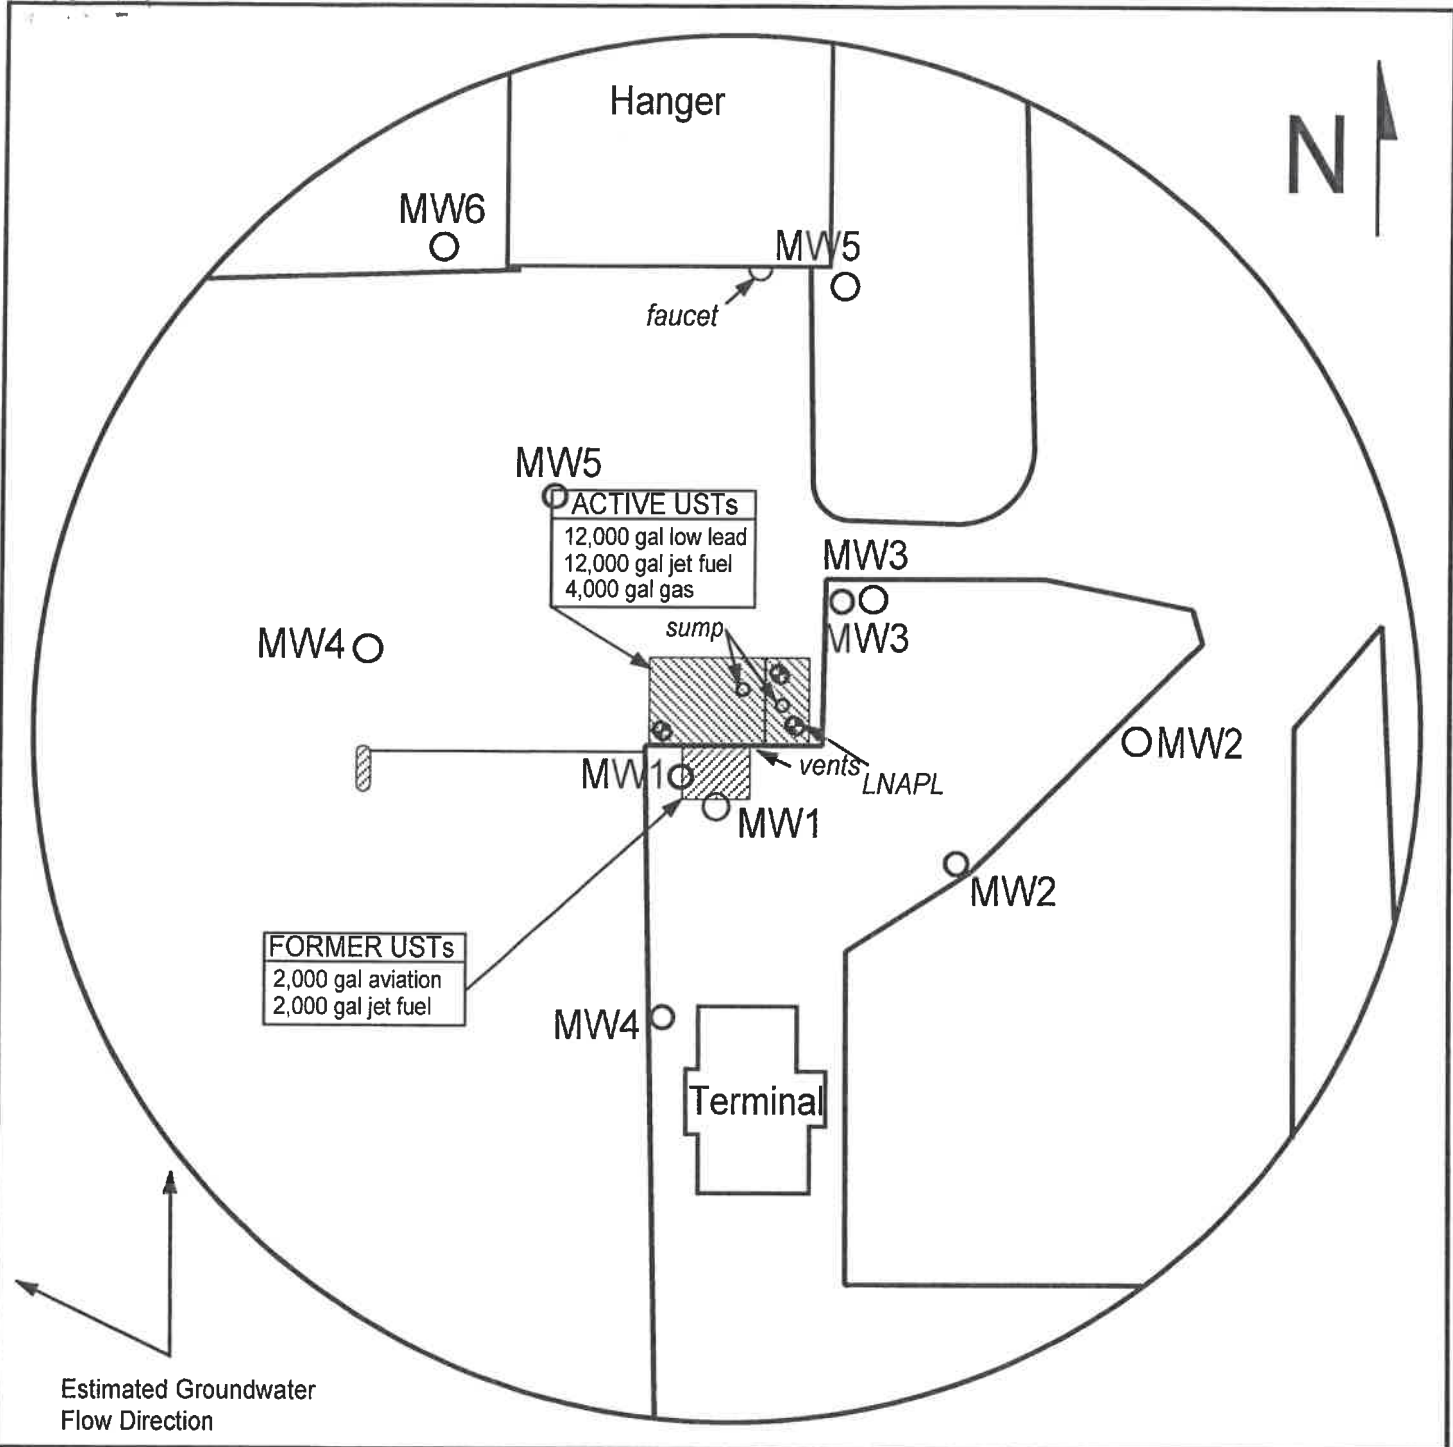 Hanger
N
MW6
MW5
faucet
MW5
ACTIVE USTs
12,000 gal low lead
12,000 gal jet fuel
4,000 gal gas
MW3
MW3
sump
MW4
MW2
vents
LNAPL
MW1
MW1
MW2
FORMER USTs
2,000 gal aviation
2,000 gal jet fuel
MW4
Terminal
Estimated Groundwater
Flow Direction